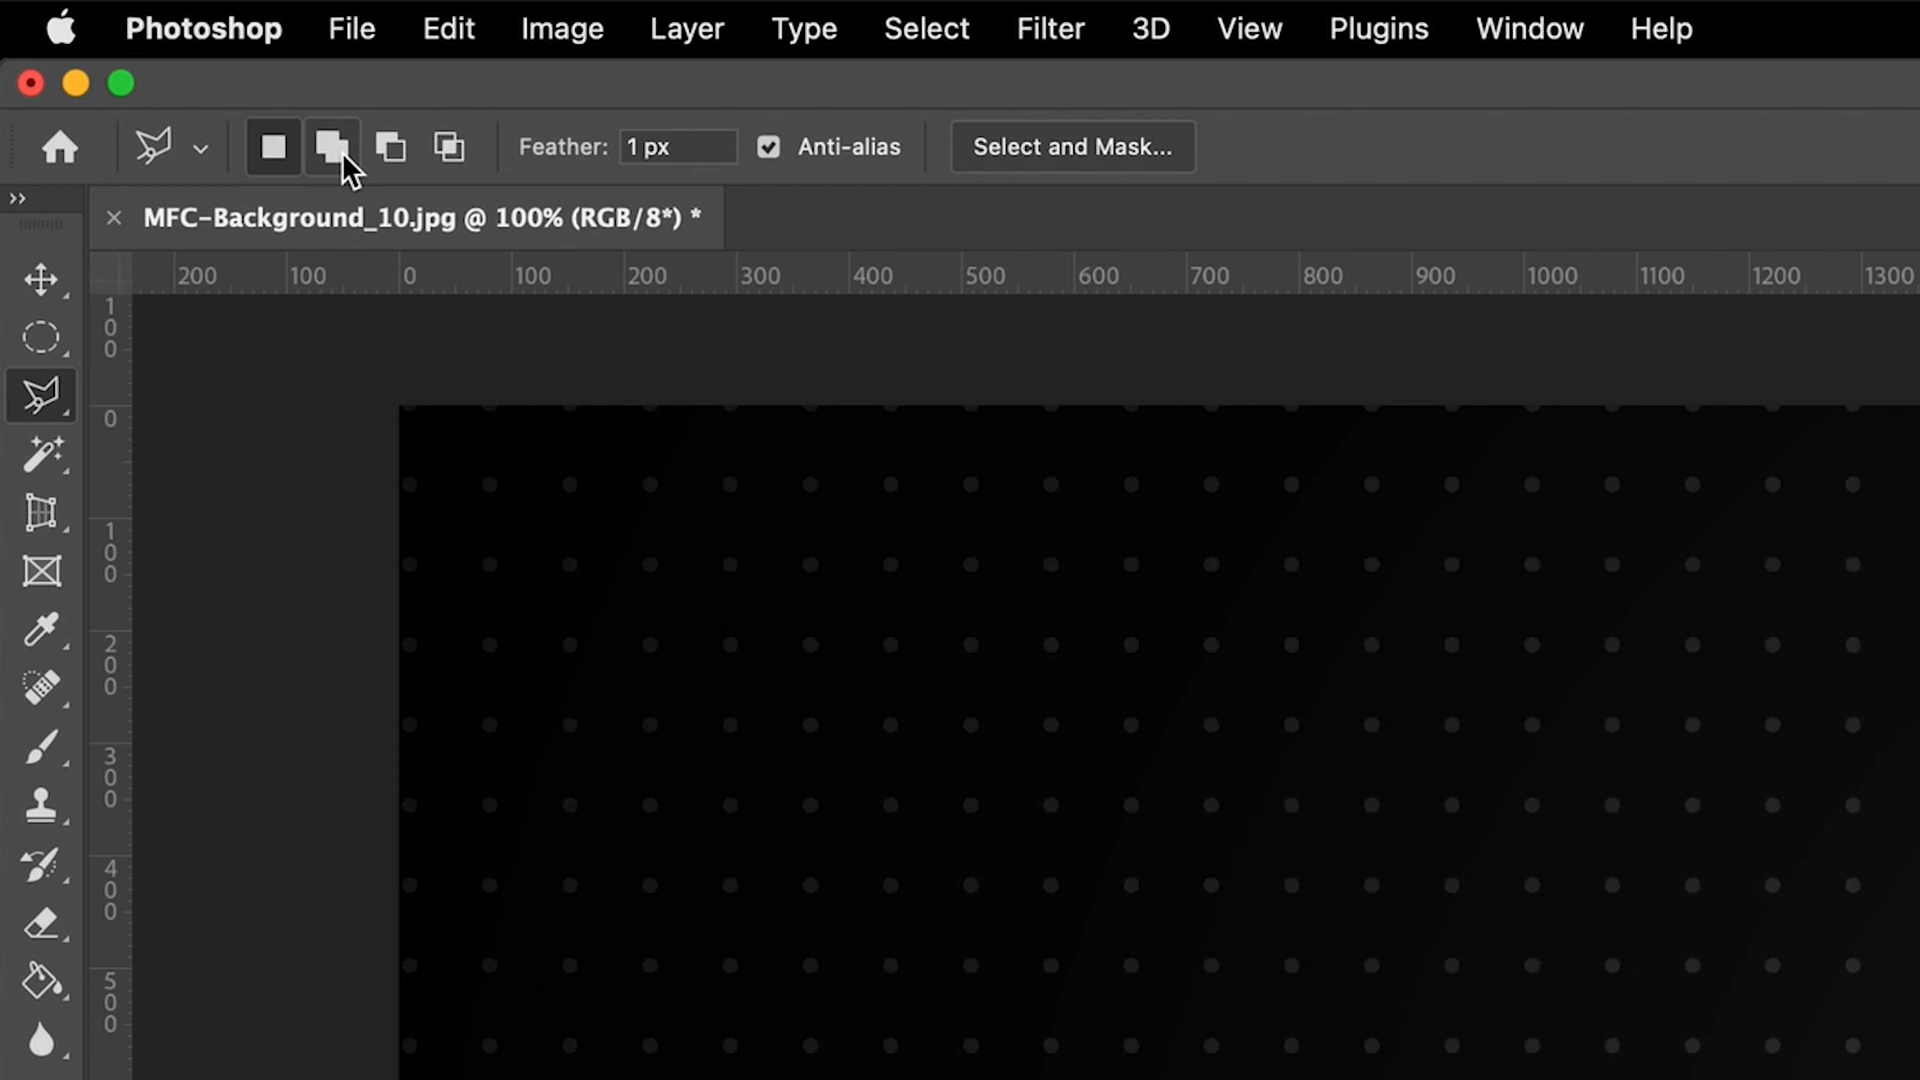 Photoshop File Edit Image Layer Type Select Filter 3D View Plugins Window Help
Feather: 1 px Anti-alias Select and Mask...
MFC-Background_10.jpg @ 100% (RGB/8*) *
200 100 0 100 200 300 400 500 600 700 800 900 1000 1100 1200 1300
100
0
100
200
300
400
500